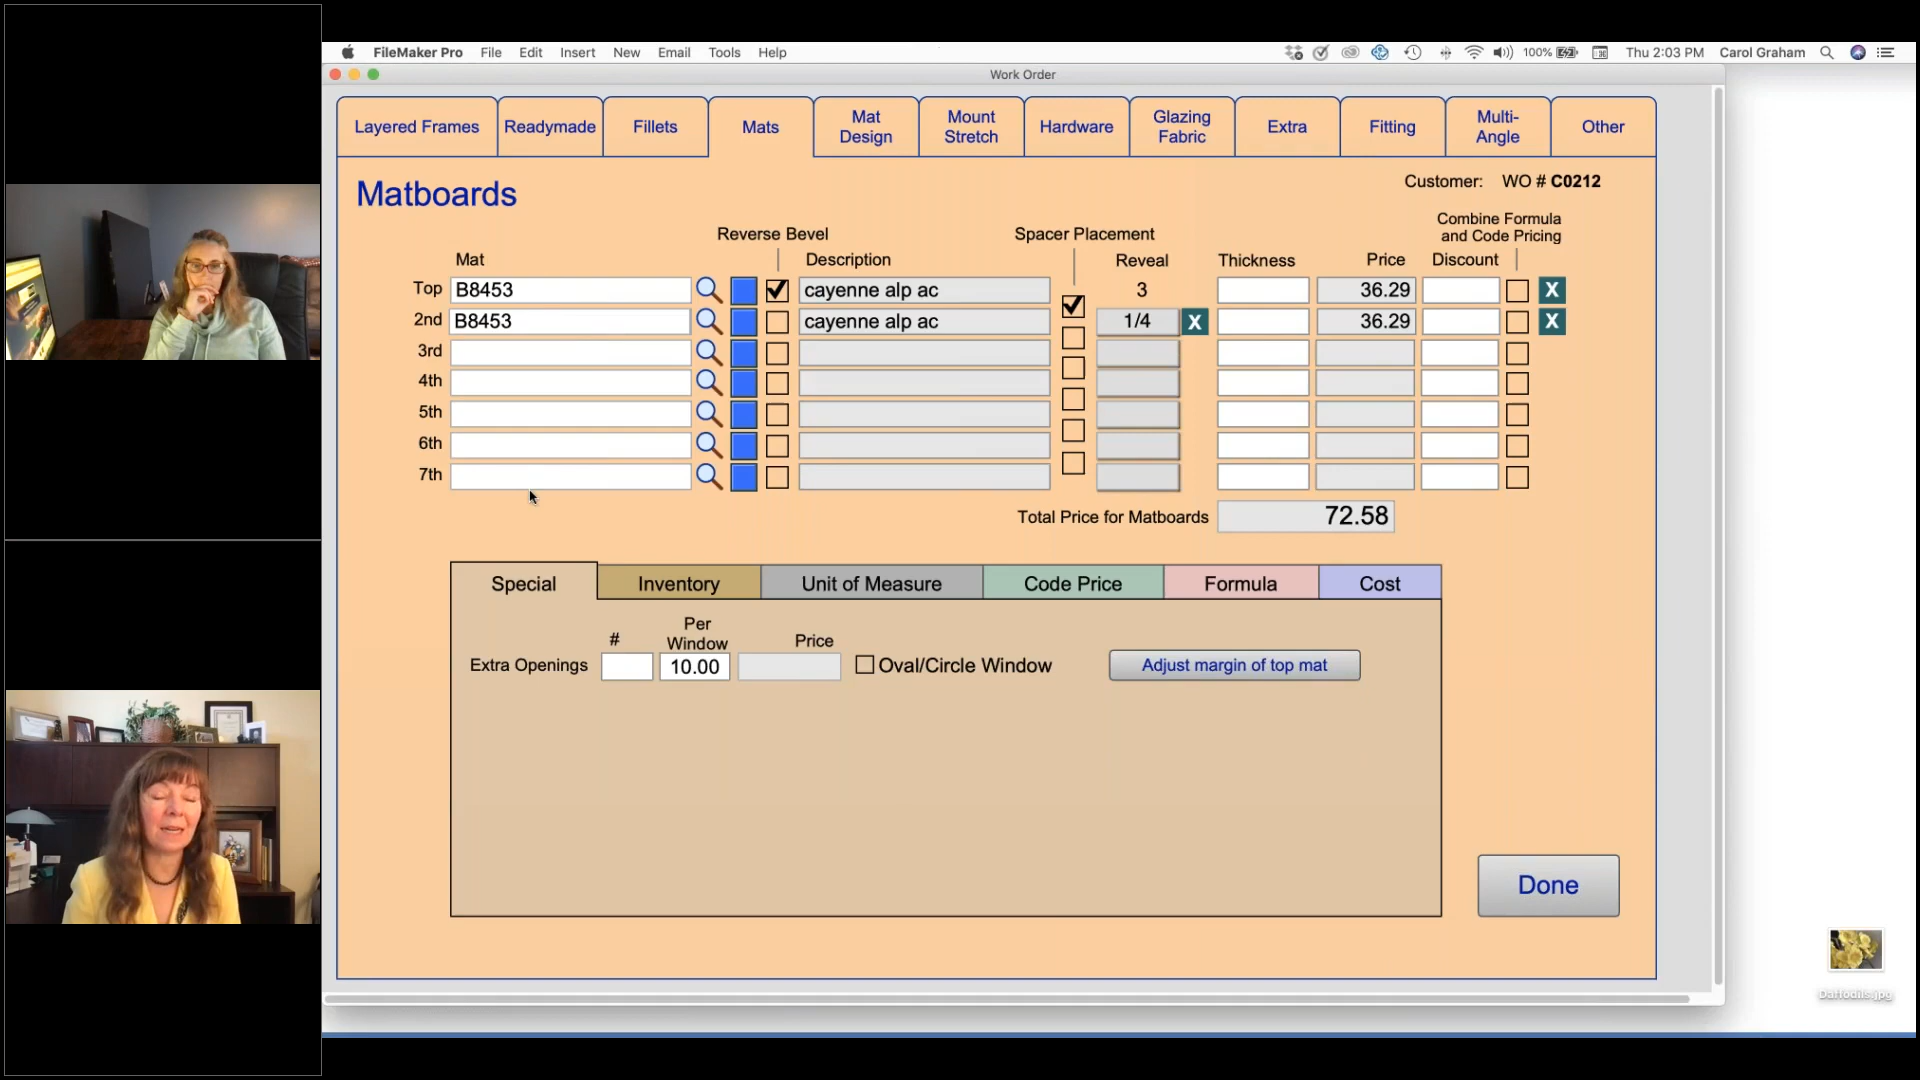 FileMaker Pro File Edit Insert View Email Tools Help
100% Thu 2:03 PM Carol Graham
Work Order
Layered Frames Readymade Fillets Mats Mat Design Mount Stretch Hardware Glazing Fabric Extra Fitting Multi-Angle Other
Matboards
Customer: WO # C0212
Combine Formula
and Code Pricing
Reverse Bevel Spacer Placement
Mat Description Reveal Thickness Price Discount
Top B8453 cayenne alp ac 3 36.29 X
2nd B8453 cayenne alp ac 1/4 X 36.29 X
3rd
4th
5th
6th
7th
Total Price for Matboards 72.58
Special Inventory Unit of Measure Code Price Formula Cost
# Per Window Price
Extra Openings 10.00 Oval/Circle Window Adjust margin of top mat
Done
Daffodils.jpg